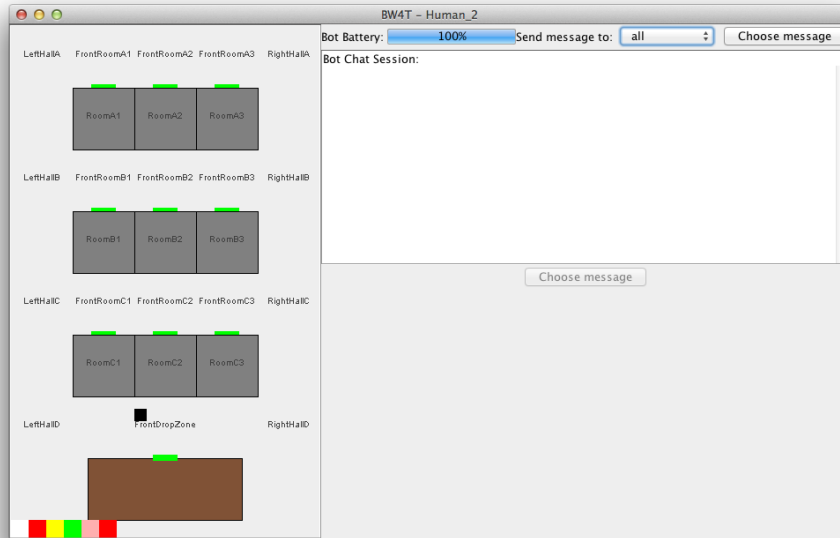 BW4T - Human_2
Bot Battery: 100% Send message to: all Choose message
Bot Chat Session:
Choose message
LeftHallA FrontRoomA1 FrontRoomA2 FrontRoomA3 RightHallA
RoomA1 RoomA2 RoomA3
LeftHallB FrontRoomB1 FrontRoomB2 FrontRoomB3 RightHallB
RoomB1 RoomB2 RoomB3
LeftHallC FrontRoomC1 FrontRoomC2 FrontRoomC3 RightHallC
RoomC1 RoomC2 RoomC3
LeftHallD FrontDropZone RightHallD